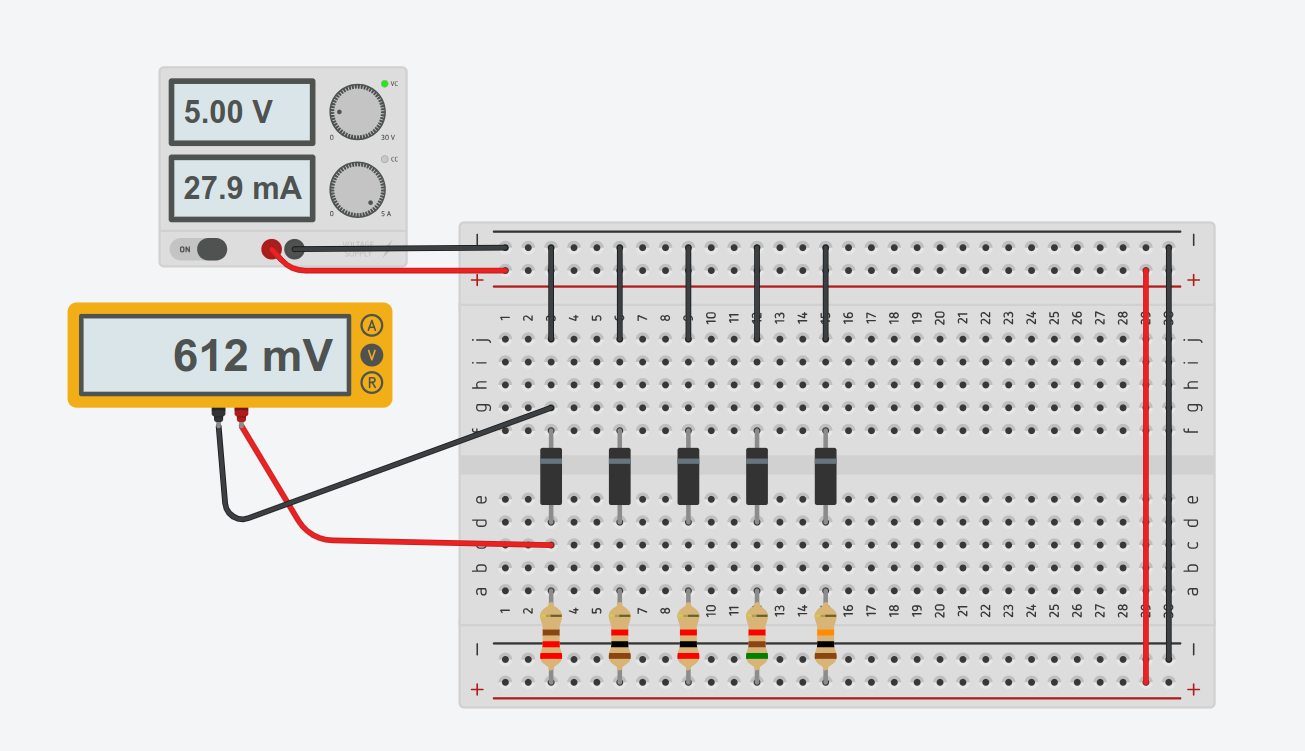 5.00 V
VC
0 30 V
27.9 mA
CC
0 5 A
ON
VOLTAGE
SUPPLY
612 mV
A
V
R
− −
+ +
1 2 3 4 5 6 7 8 9 10 11 12 13 14 15 16 17 18 19 20 21 22 23 24 25 26 27 28 29 30
j j
i i
h h
g g
f f
e e
d d
c c
b b
a a
1 2 3 4 5 6 7 8 9 10 11 12 13 14 15 16 17 18 19 20 21 22 23 24 25 26 27 28 29 30
− −
+ +